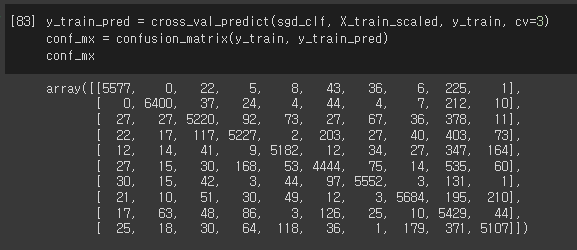 [83] y_train_pred = cross_val_predict(sgd_clf, X_train_scaled, y_train, cv=3)
conf_mx = confusion_matrix(y_train, y_train_pred)
conf_mx
array([[5577, 0, 22, 5, 8, 43, 36, 6, 225, 1],
[ 0, 6400, 37, 24, 4, 44, 4, 7, 212, 10],
[ 27, 27, 5220, 92, 73, 27, 67, 36, 378, 11],
[ 22, 17, 117, 5227, 2, 203, 27, 40, 403, 73],
[ 12, 14, 41, 9, 5182, 12, 34, 27, 347, 164],
[ 27, 15, 30, 168, 53, 4444, 75, 14, 535, 60],
[ 30, 15, 42, 3, 44, 97, 5552, 3, 131, 1],
[ 21, 10, 51, 30, 49, 12, 3, 5684, 195, 210],
[ 17, 63, 48, 86, 3, 126, 25, 10, 5429, 44],
[ 25, 18, 30, 64, 118, 36, 1, 179, 371, 5107]])